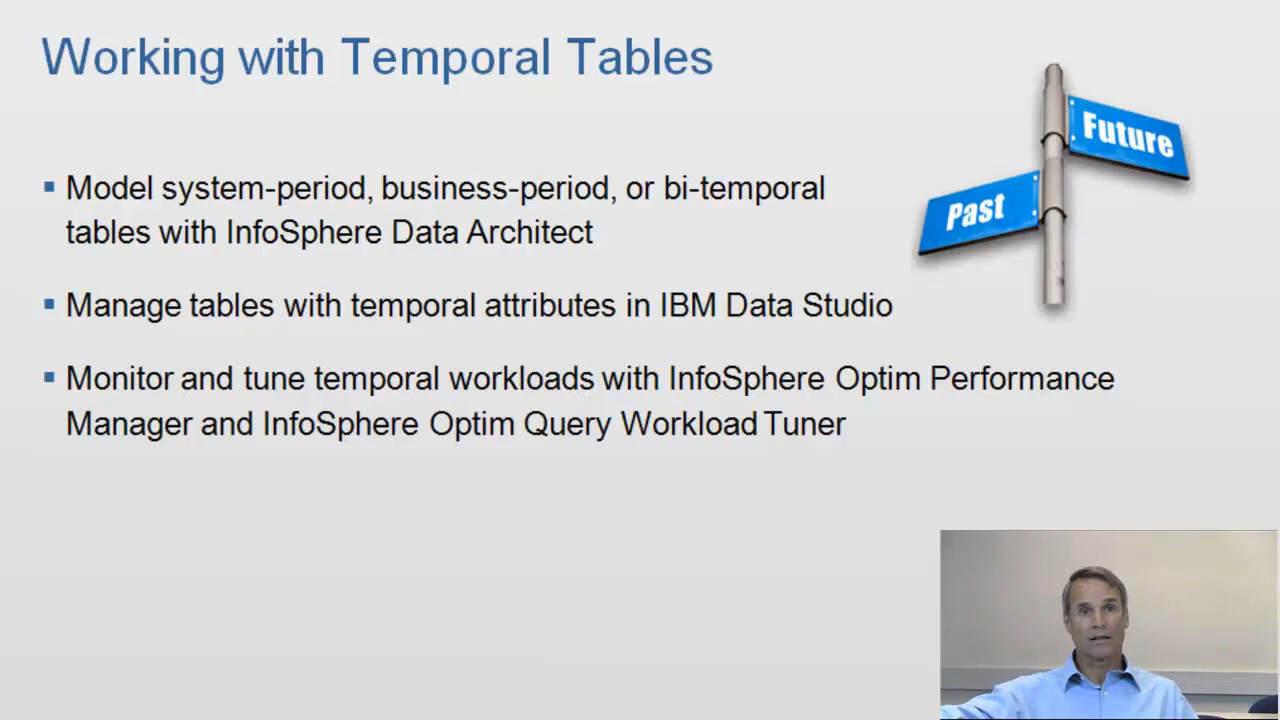 Working with Temporal Tables
Future
Past
Model system-period, business-period, or bi-temporal
tables with InfoSphere Data Architect
Manage tables with temporal attributes in IBM Data Studio
Monitor and tune temporal workloads with InfoSphere Optim Performance
Manager and InfoSphere Optim Query Workload Tuner